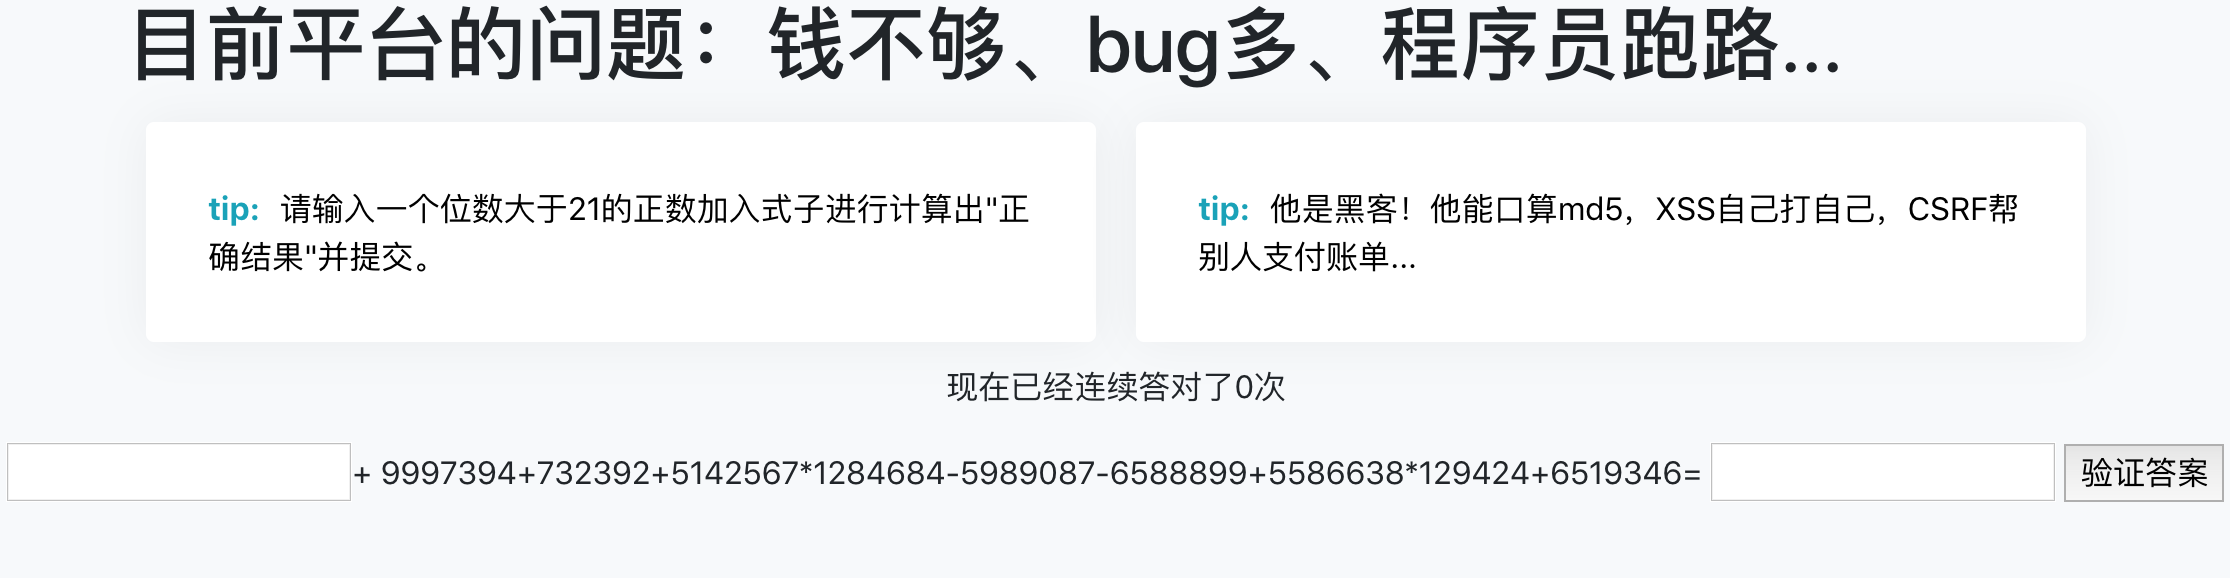 目前平台的问题：钱不够、bug多、程序员跑路...
tip: 请输入一个位数大于21的正数加入式子进行计算出"正
确结果"并提交。
tip: 他是黑客！他能口算md5，XSS自己打自己，CSRF帮
别人支付账单...
现在已经连续答对了0次
+ 9997394+732392+5142567*1284684-5989087-6588899+5586638*129424+6519346= 验证答案